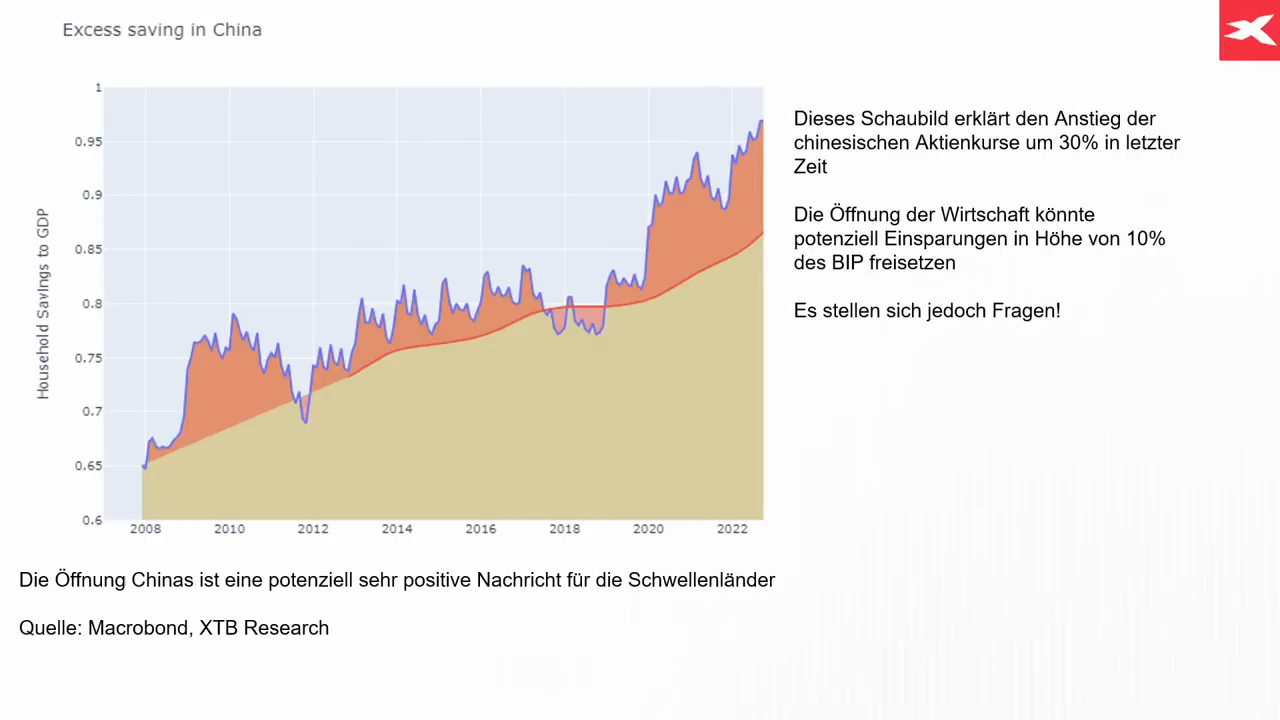 Excess saving in China
Household Savings to GDP
1
0.95
0.9
0.85
0.8
0.75
0.7
0.65
0.6
2008 2010 2012 2014 2016 2018 2020 2022
Dieses Schaubild erklärt den Anstieg der
chinesischen Aktienkurse um 30% in letzter
Zeit
Die Öffnung der Wirtschaft könnte
potenziell Einsparungen in Höhe von 10%
des BIP freisetzen
Es stellen sich jedoch Fragen!
Die Öffnung Chinas ist eine potenziell sehr positive Nachricht für die Schwellenländer
Quelle: Macrobond, XTB Research